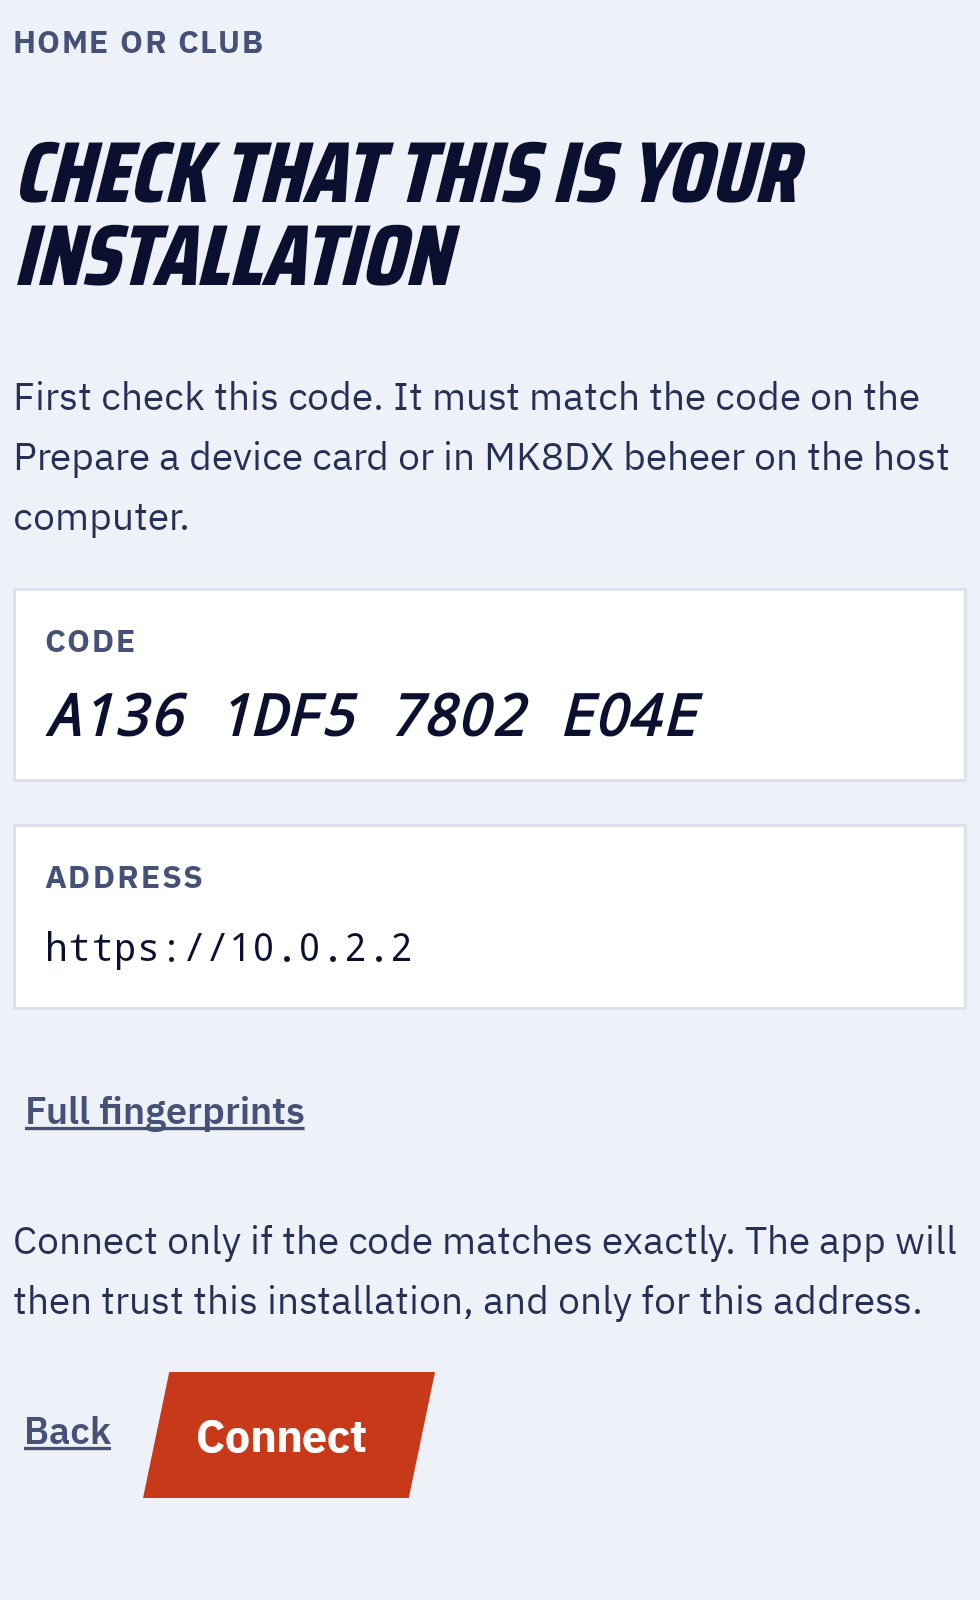 HOME OR CLUB
CHECK THAT THIS IS YOUR
INSTALLATION
First check this code. It must match the code on the
Prepare a device card or in MK8DX beheer on the host
computer.
CODE
A136 1DF5 7802 E04E
ADDRESS
https://10.0.2.2
Full fingerprints
Connect only if the code matches exactly. The app will
then trust this installation, and only for this address.
Back Connect